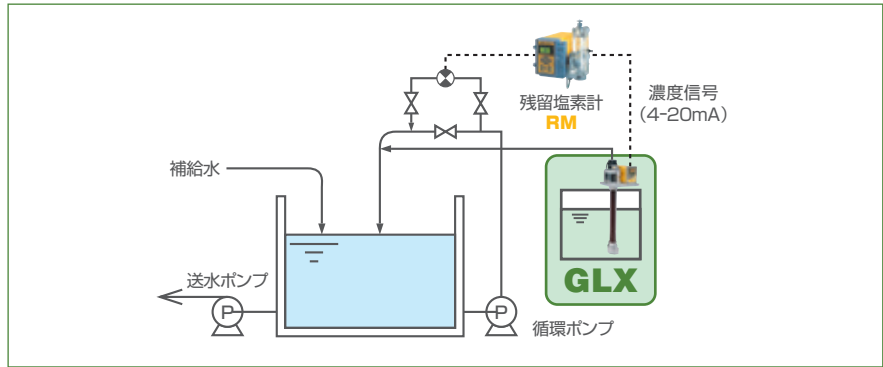 残留塩素計
RM
濃度信号
（4-20mA）
補給水
GLX
送水ポンプ
P
P
循環ポンプ